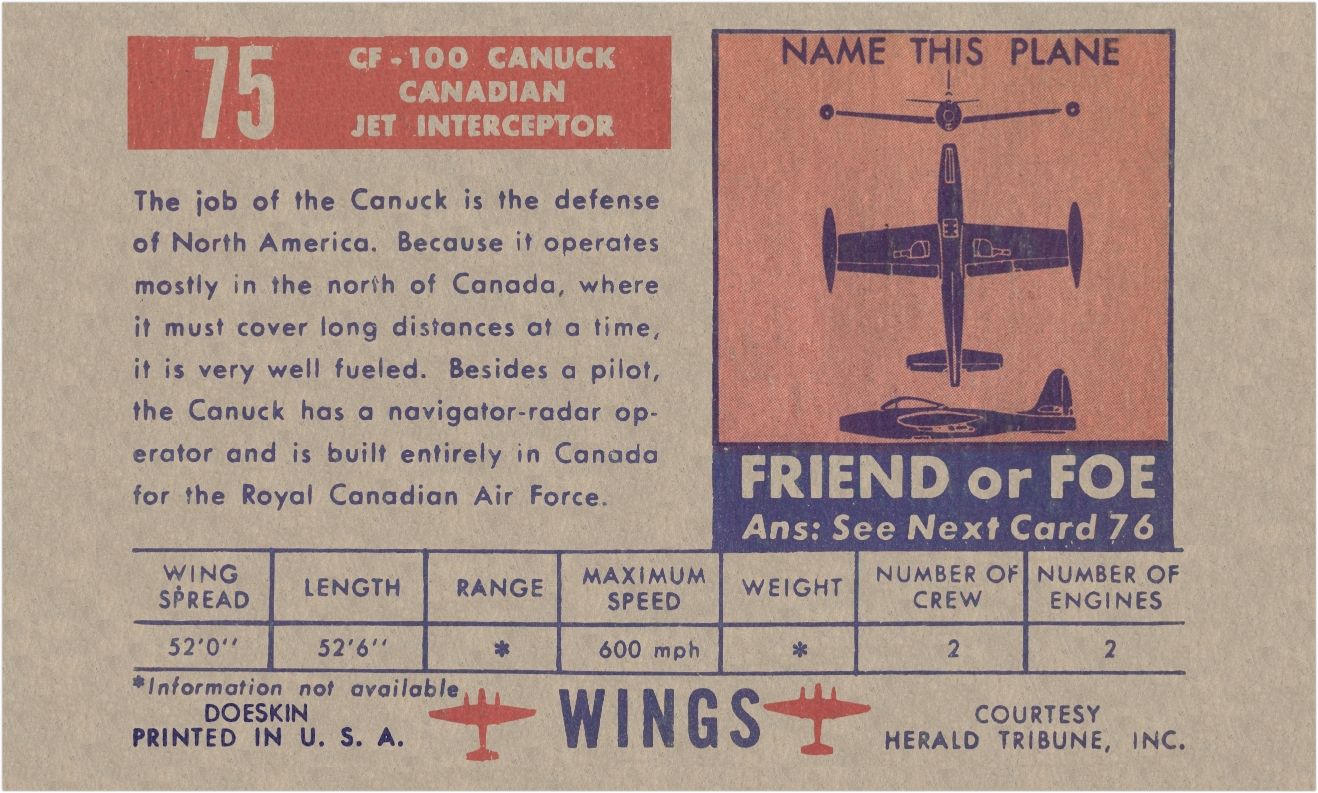 75
CF-100 CANUCK
CANADIAN
JET INTERCEPTOR
The job of the Canuck is the defense
of North America. Because it operates
mostly in the north of Canada, where
it must cover long distances at a time,
it is very well fueled. Besides a pilot,
the Canuck has a navigator-radar op-
erator and is built entirely in Canada
for the Royal Canadian Air Force.
NAME THIS PLANE
FRIEND or FOE
Ans: See Next Card 76
WING SPREAD LENGTH RANGE MAXIMUM SPEED WEIGHT NUMBER OF CREW NUMBER OF ENGINES
52'0'' 52'6'' * 600 mph * 2 2
*Information not available
DOESKIN
PRINTED IN U. S. A.
WINGS
COURTESY
HERALD TRIBUNE, INC.